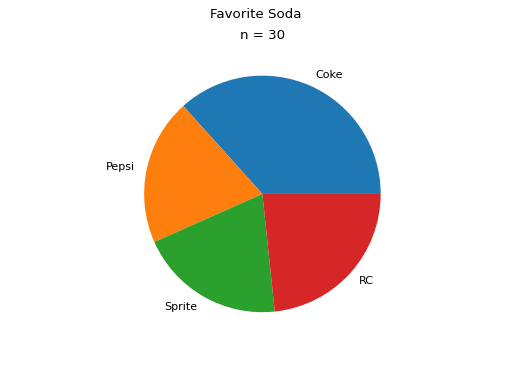 Favorite Soda
n = 30
Coke
Pepsi
Sprite
RC